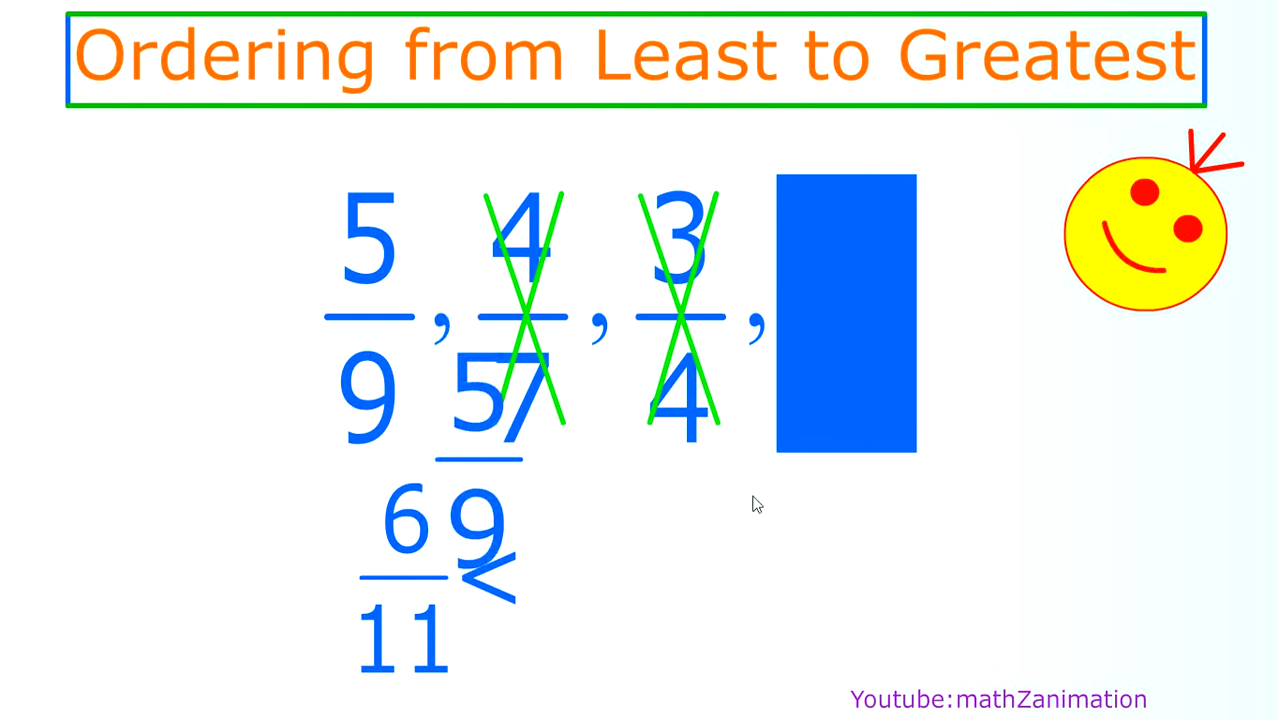 Ordering from Least to Greatest
5 4 3
, , ,
9 7 4
5
6 9
<
11
Youtube:mathZanimation